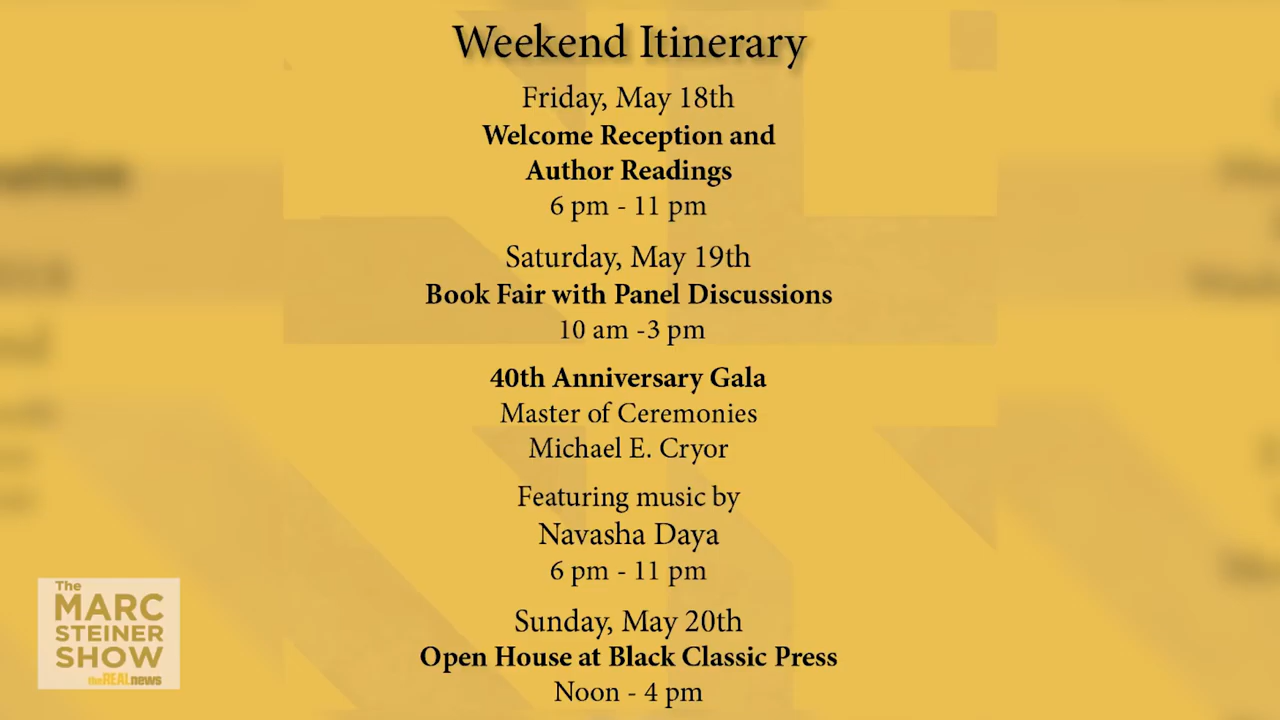 Weekend Itinerary
Friday, May 18th
Welcome Reception and
Author Readings
6 pm - 11 pm
Saturday, May 19th
Book Fair with Panel Discussions
10 am -3 pm
40th Anniversary Gala
Master of Ceremonies
Michael E. Cryor
Featuring music by
Navasha Daya
6 pm - 11 pm
Sunday, May 20th
Open House at Black Classic Press
Noon - 4 pm
The
MARC
STEINER
SHOW
theREALnews